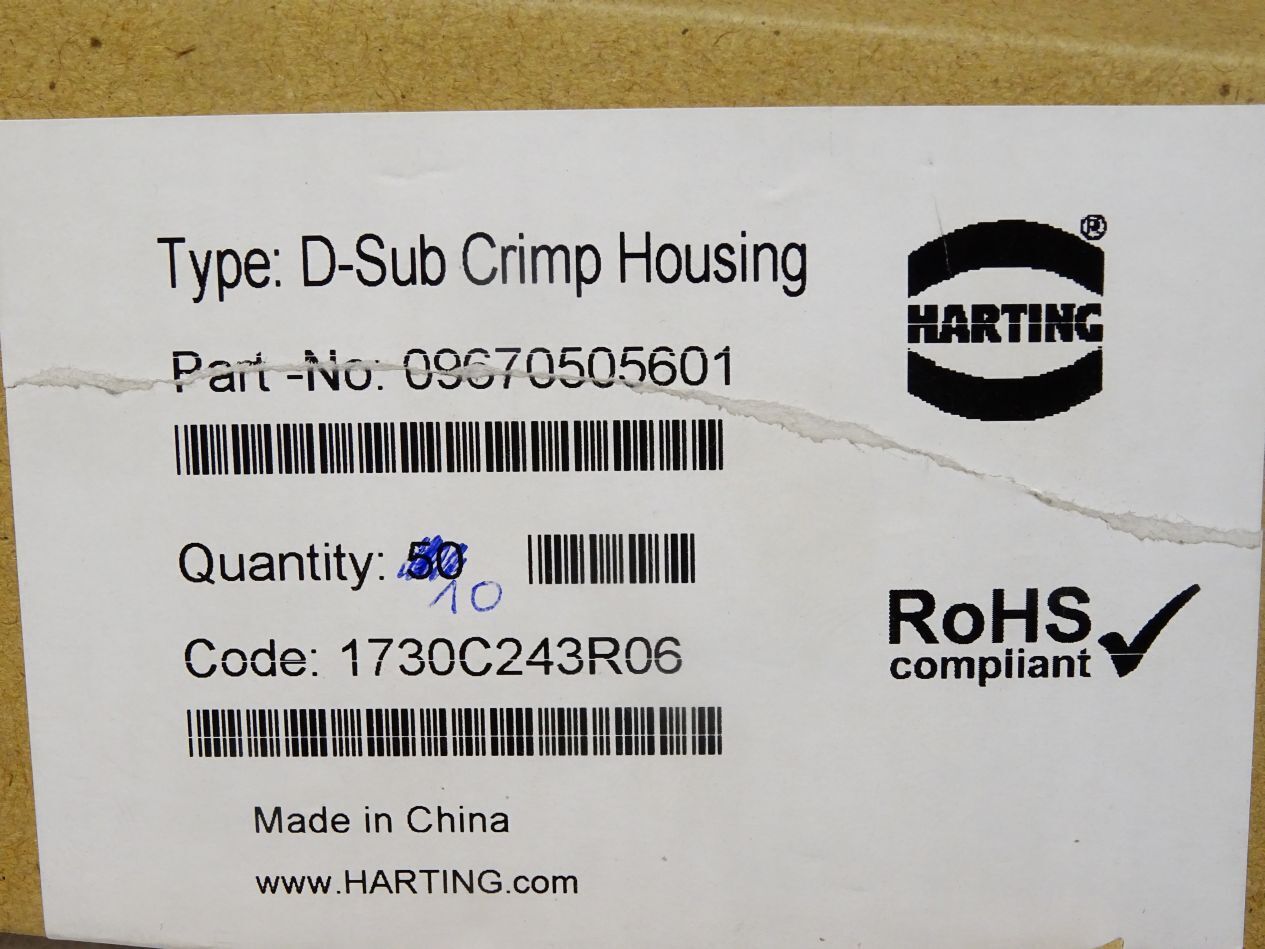 Type: D-Sub Crimp Housing
®
HARTING
Part -No: 09670505601
Quantity: 50
10
Code: 1730C243R06
RoHS
compliant
Made in China
www.HARTING.com